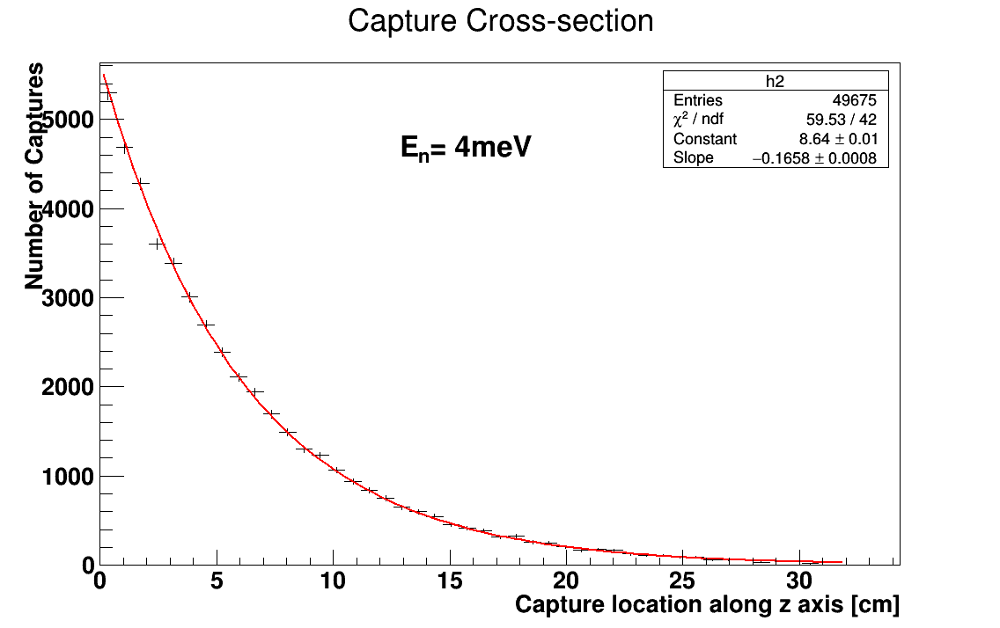 Capture Cross-section
h2
Entries 49675
χ² / ndf 59.53 / 42
Constant 8.64 ± 0.01
Slope −0.1658 ± 0.0008
Eₙ= 4meV
Number of Captures
5000
4000
3000
2000
1000
0
0 5 10 15 20 25 30
Capture location along z axis [cm]